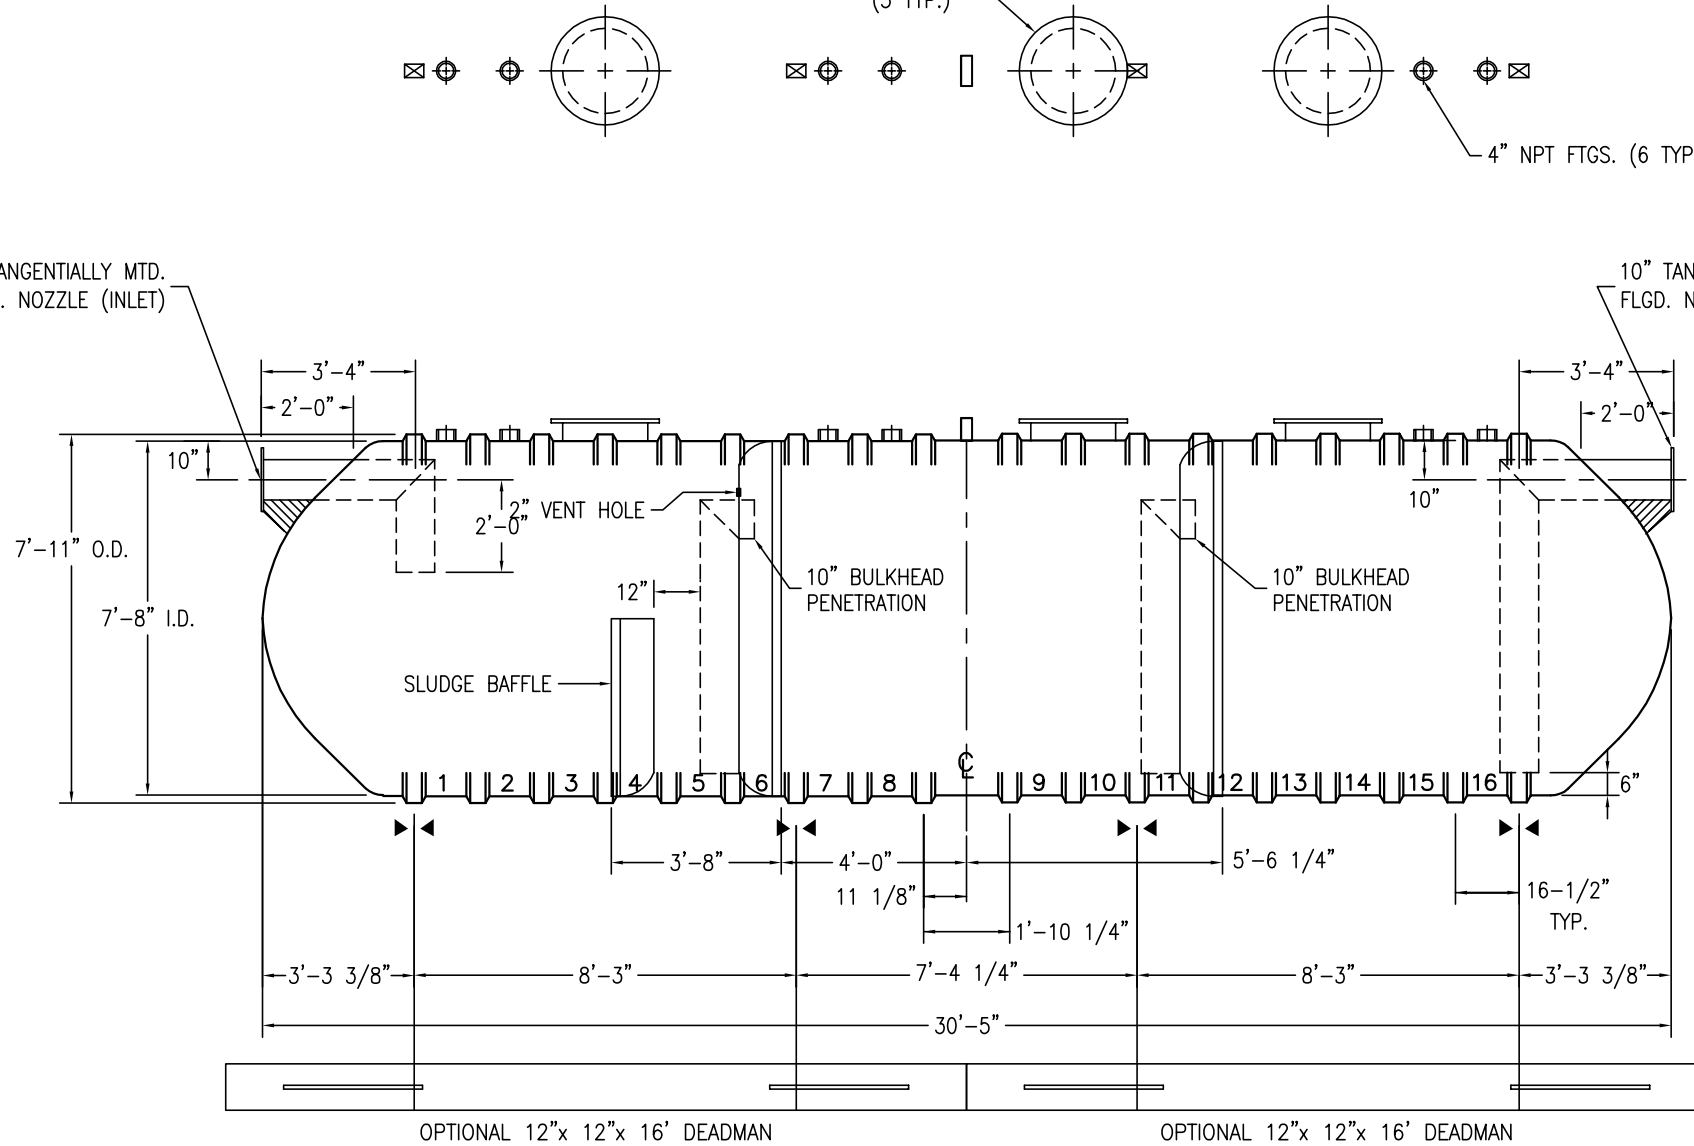 (3 TYP.)
4" NPT FTGS. (6 TYP
ANGENTIALLY MTD.
. NOZZLE (INLET)
10" TAN
FLGD. N
3'-4"
3'-4"
2'-0"
2'-0"
10"
10"
2" VENT HOLE
2'-0"
7'-11" O.D.
7'-8" I.D.
12"
10" BULKHEAD
PENETRATION
10" BULKHEAD
PENETRATION
SLUDGE BAFFLE
CL
1 2 3 4 5 6 7 8 9 10 11 12 13 14 15 16
6"
3'-8"
4'-0"
5'-6 1/4"
11 1/8"
16-1/2"
TYP.
1'-10 1/4"
3'-3 3/8"
8'-3"
7'-4 1/4"
8'-3"
3'-3 3/8"
30'-5"
OPTIONAL 12"x 12"x 16' DEADMAN
OPTIONAL 12"x 12"x 16' DEADMAN